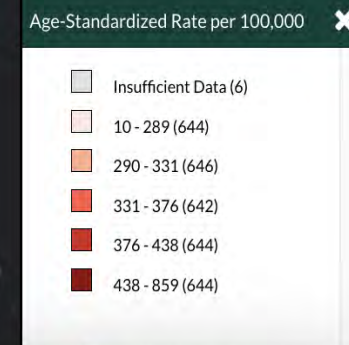 Age-Standardized Rate per 100,000
Insufficient Data (6)
10 - 289 (644)
290 - 331 (646)
331 - 376 (642)
376 - 438 (644)
438 - 859 (644)